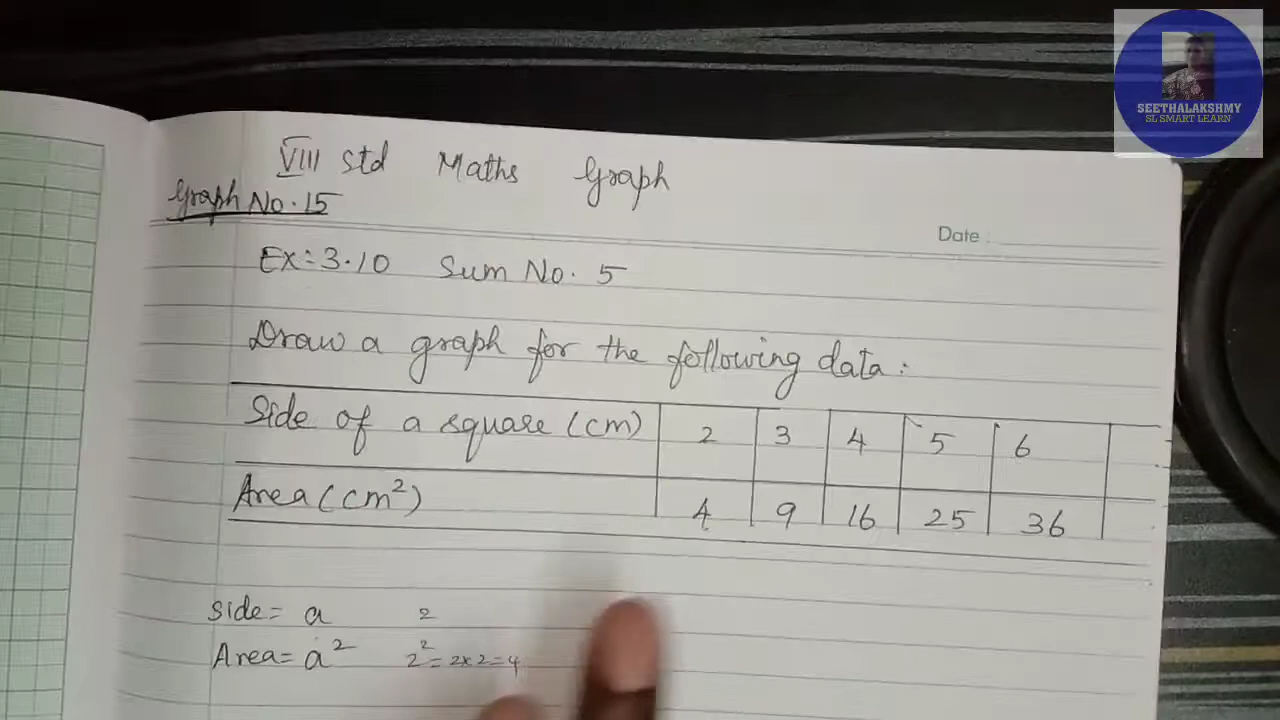 VIII Std Maths Graph
Graph No. 15
Date :
Ex: 3.10 Sum No. 5
Draw a graph for the following data:
Side of a square (cm) 2 3 4 5 6
Area (cm²) 4 9 16 25 36
side = a 2
Area = a² 2² = 2x2 = 4
SEETHALAKSHMY
SL SMART LEARN